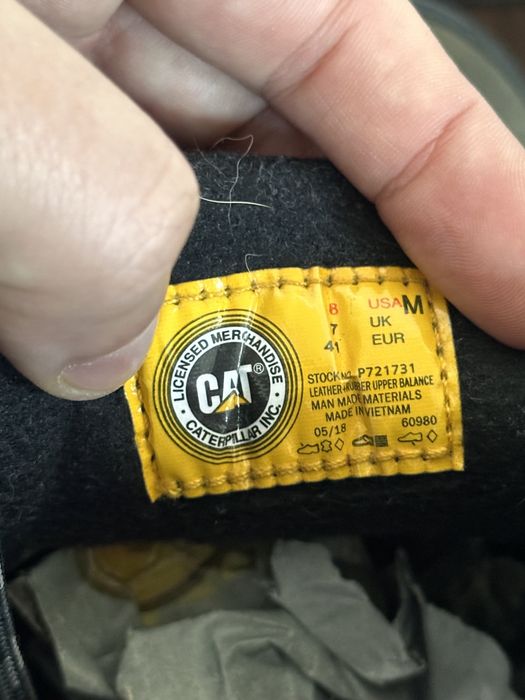 LICENSED MERCHANDISE
CAT®
CATERPILLAR INC.
8 USA M
7 UK
41 EUR
STOCK NO. P721731
LEATHER/RUBBER UPPER BALANCE
MAN MADE MATERIALS
MADE IN VIETNAM
05/18 60980